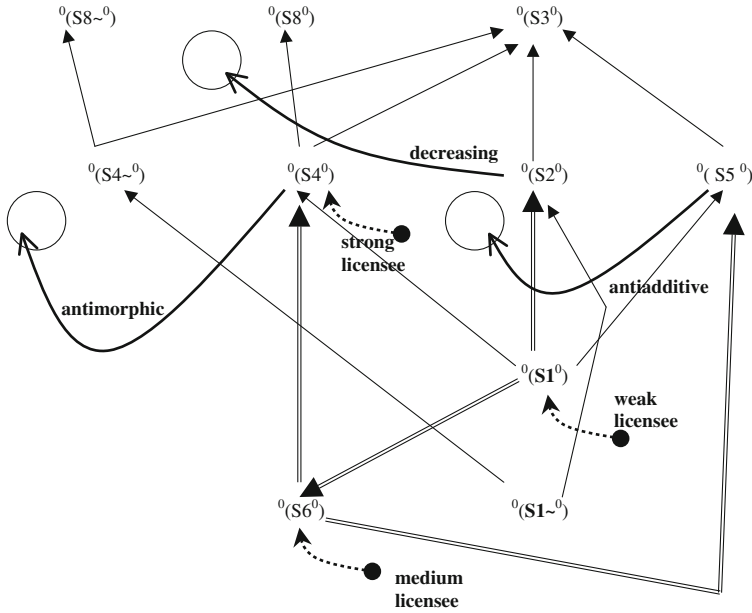 ⁰(S8~⁰) ⁰(S8⁰) ⁰(S3⁰)
decreasing
⁰(S4~⁰) ⁰(S4⁰) ⁰(S2⁰) ⁰( S5 ⁰)
strong
licensee
antimorphic
antiadditive
⁰(S1⁰)
weak
licensee
⁰(S6⁰) ⁰(S1~⁰)
medium
licensee